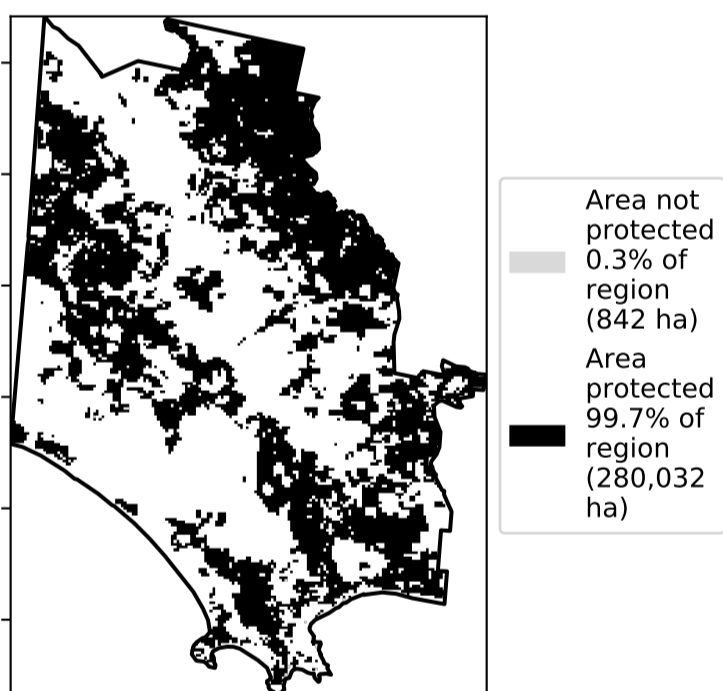 Area not
protected
0.3% of
region
(842 ha)
Area
protected
99.7% of
region
(280,032
ha)